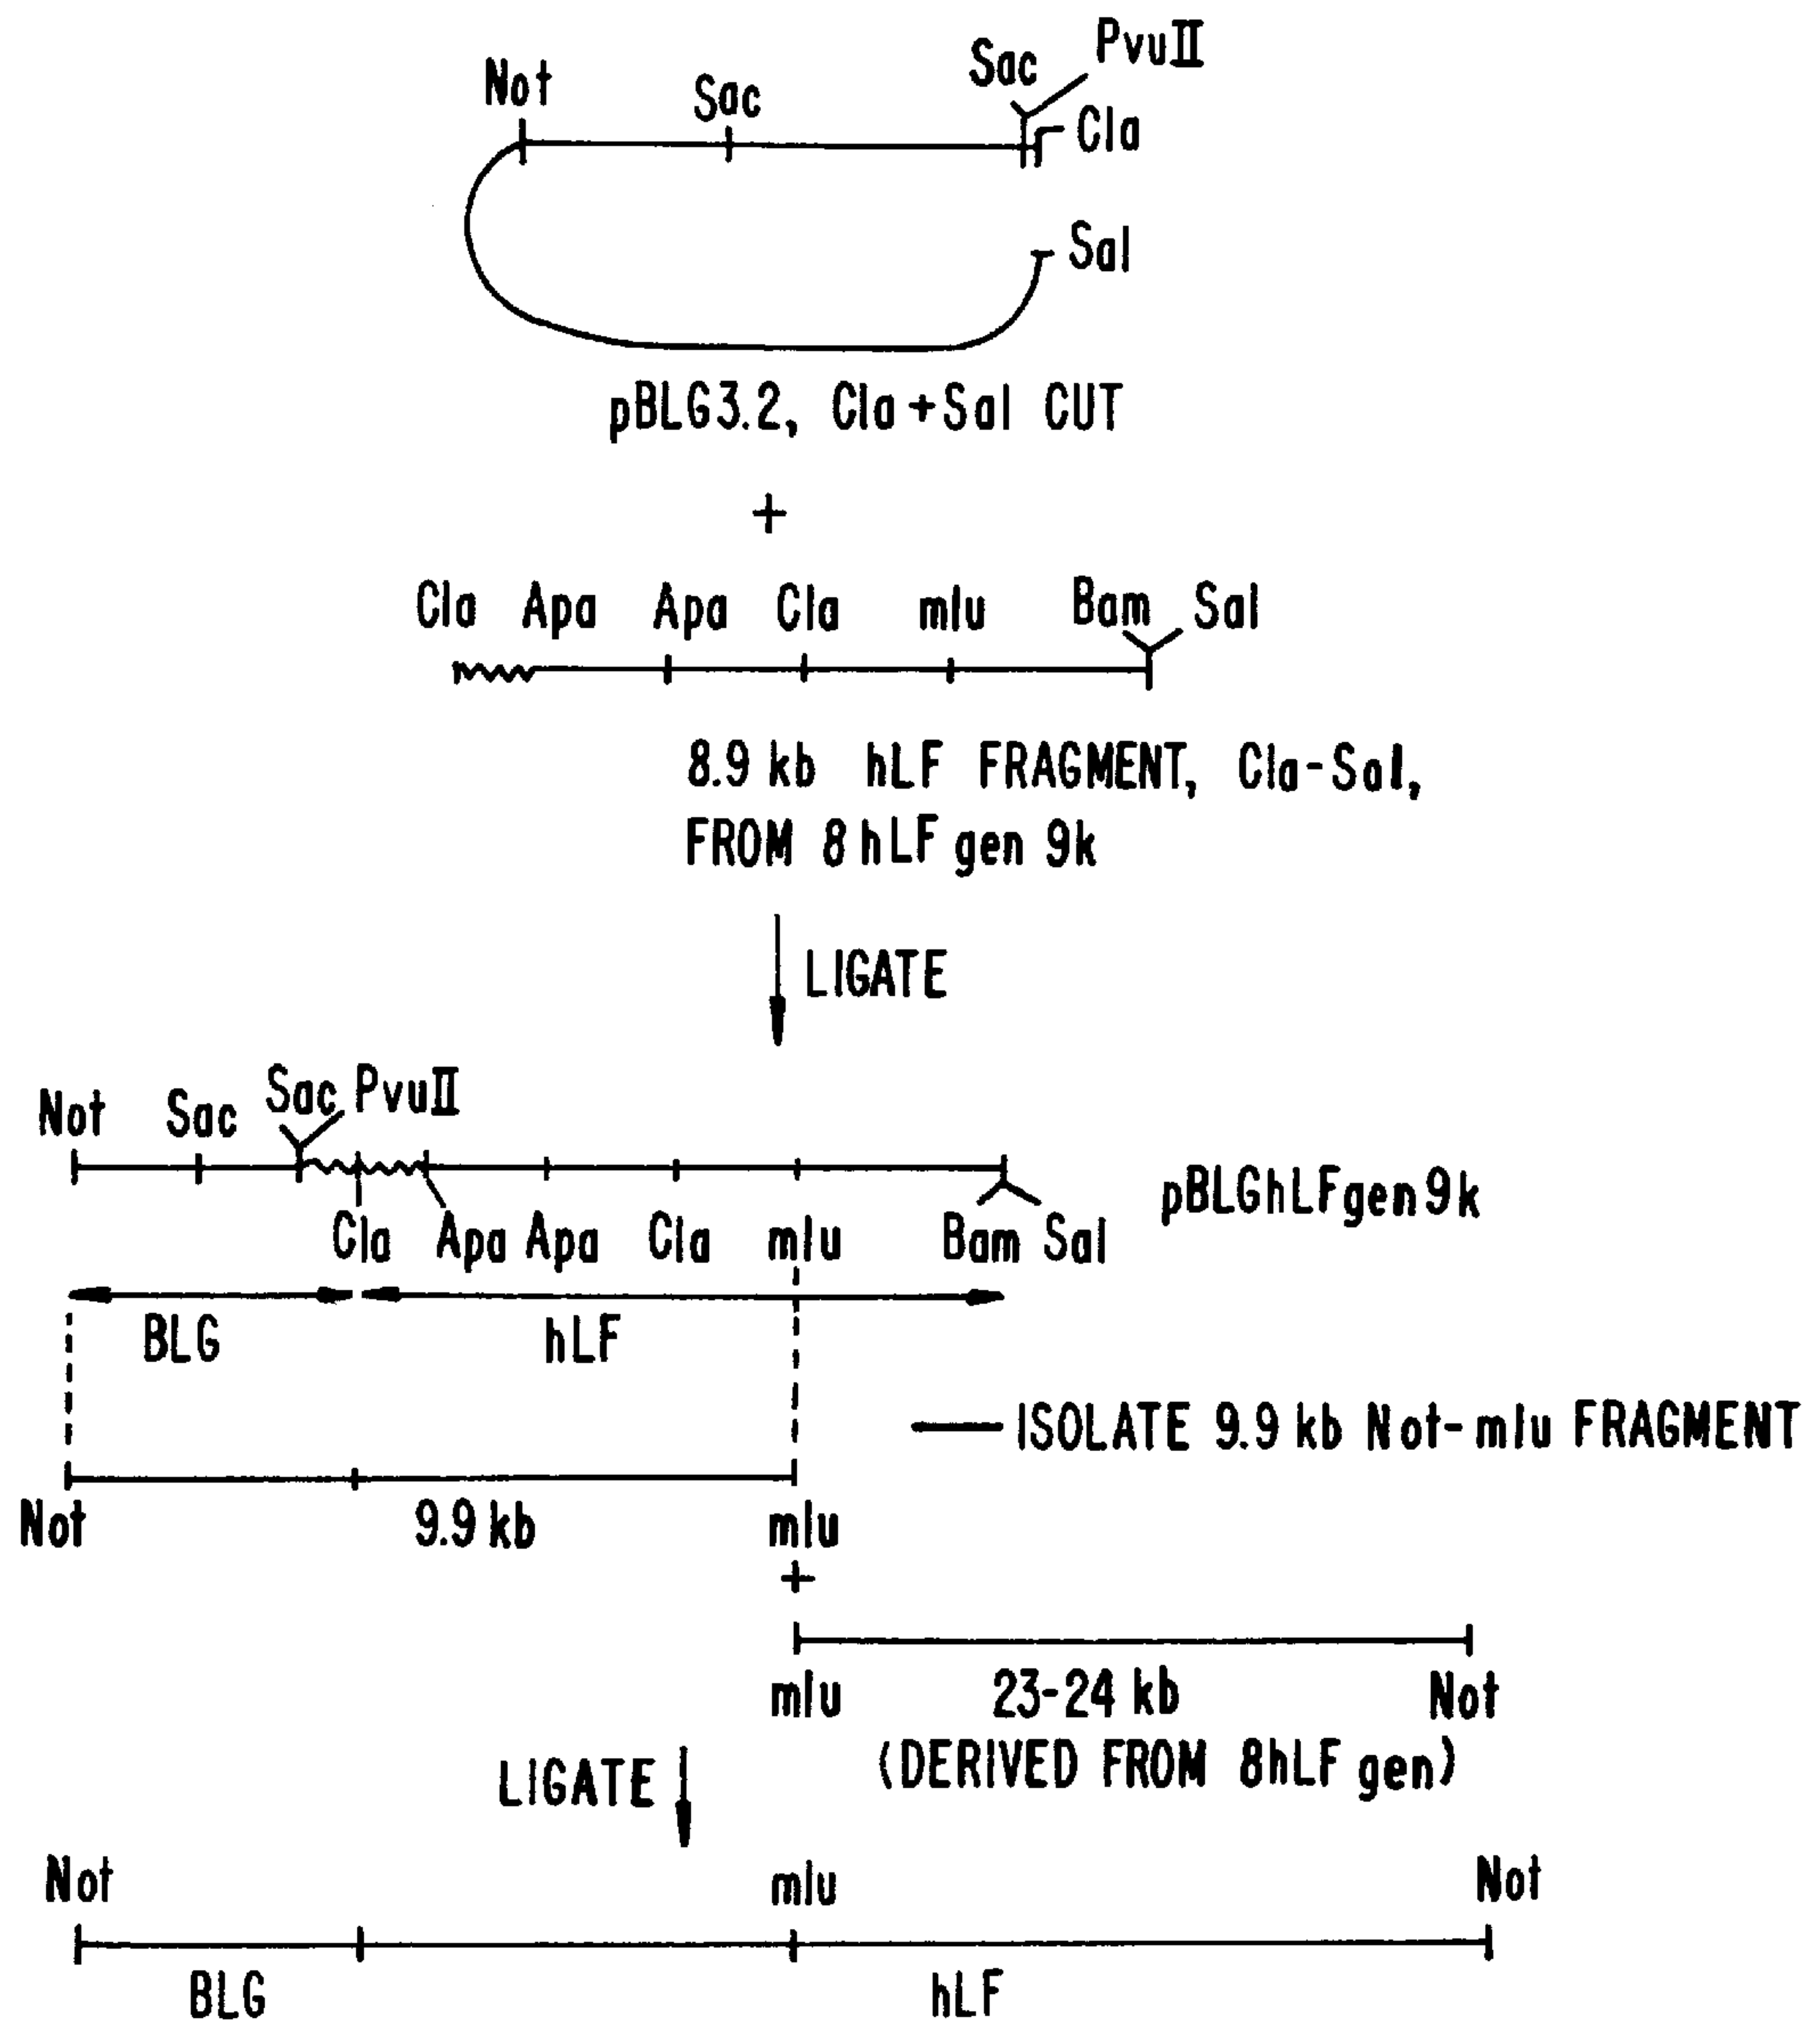 Not
Sac
Sac
PvuII
Cla
Sal
pBLG3.2, Cla+Sal CUT
+
Cla Apa Apa Cla mlu Bam Sal
8.9 kb hLF FRAGMENT, Cla-Sal,
FROM 8hLF gen 9k
LIGATE
Not Sac Sac PvuII
pBLGhLFgen9k
Cla Apa Apa Cla mlu Bam Sal
BLG hLF
ISOLATE 9.9 kb Not-mlu FRAGMENT
Not 9.9 kb mlu
+
mlu 23-24 kb Not
(DERIVED FROM 8hLF gen)
LIGATE
Not mlu Not
BLG hLF